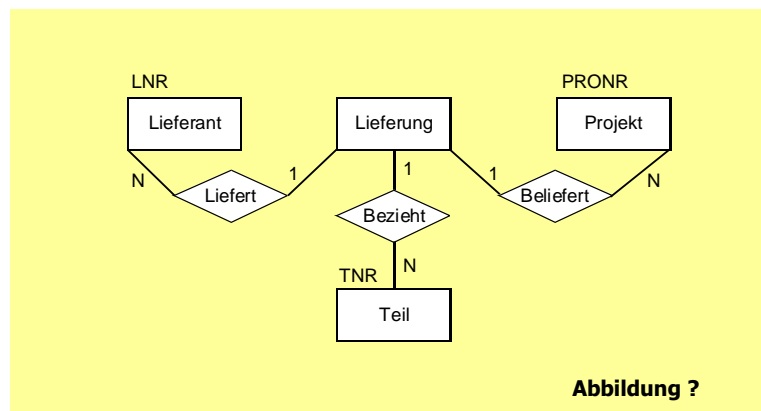 LNR
PRONR
Lieferant
Lieferung
Projekt
N
1
1
1
N
Liefert
Bezieht
Beliefert
N
TNR
Teil
Abbildung ?